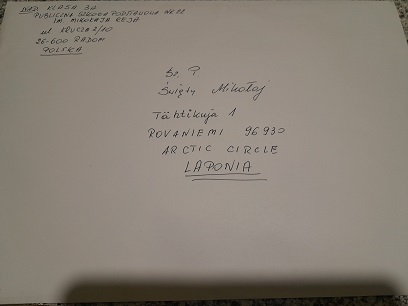 NAD. KLASA 3a
PUBLICZNA SZKOŁA PODSTAWOWA NR 22
IM. MIKOŁAJA REJA
ul KRUCZA 2/10
26-600 RADOM
POLSKA
Sz. P
Święty Mikołaj
Tähtikuja 1
ROVANIEMI 96930
ARCTIC CIRCLE
LAPONIA